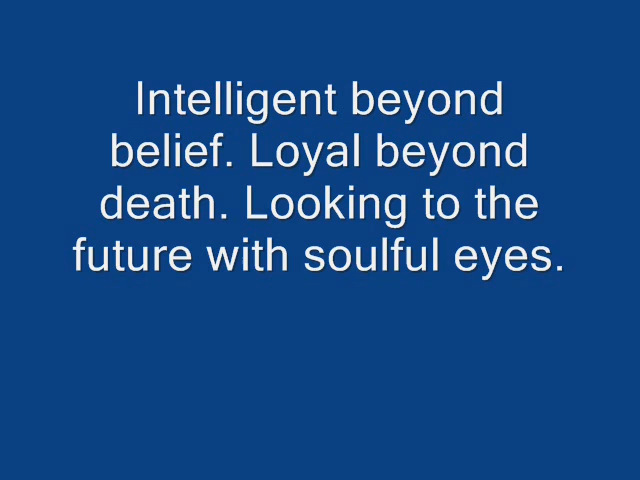 Intelligent beyond
belief. Loyal beyond
death. Looking to the
future with soulful eyes.